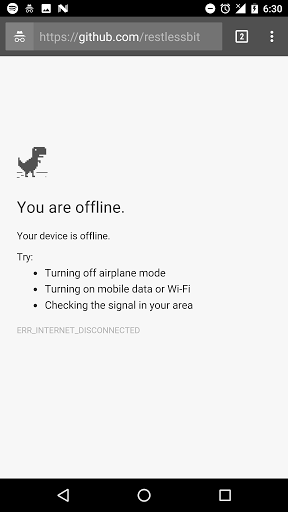 6:30
https://github.com/restlessbit
2
You are offline.
Your device is offline.
Try:
• Turning off airplane mode
• Turning on mobile data or Wi-Fi
• Checking the signal in your area
ERR_INTERNET_DISCONNECTED